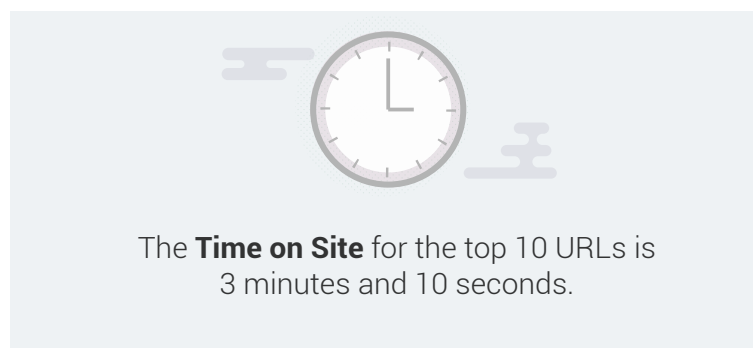 The Time on Site for the top 10 URLs is
3 minutes and 10 seconds.